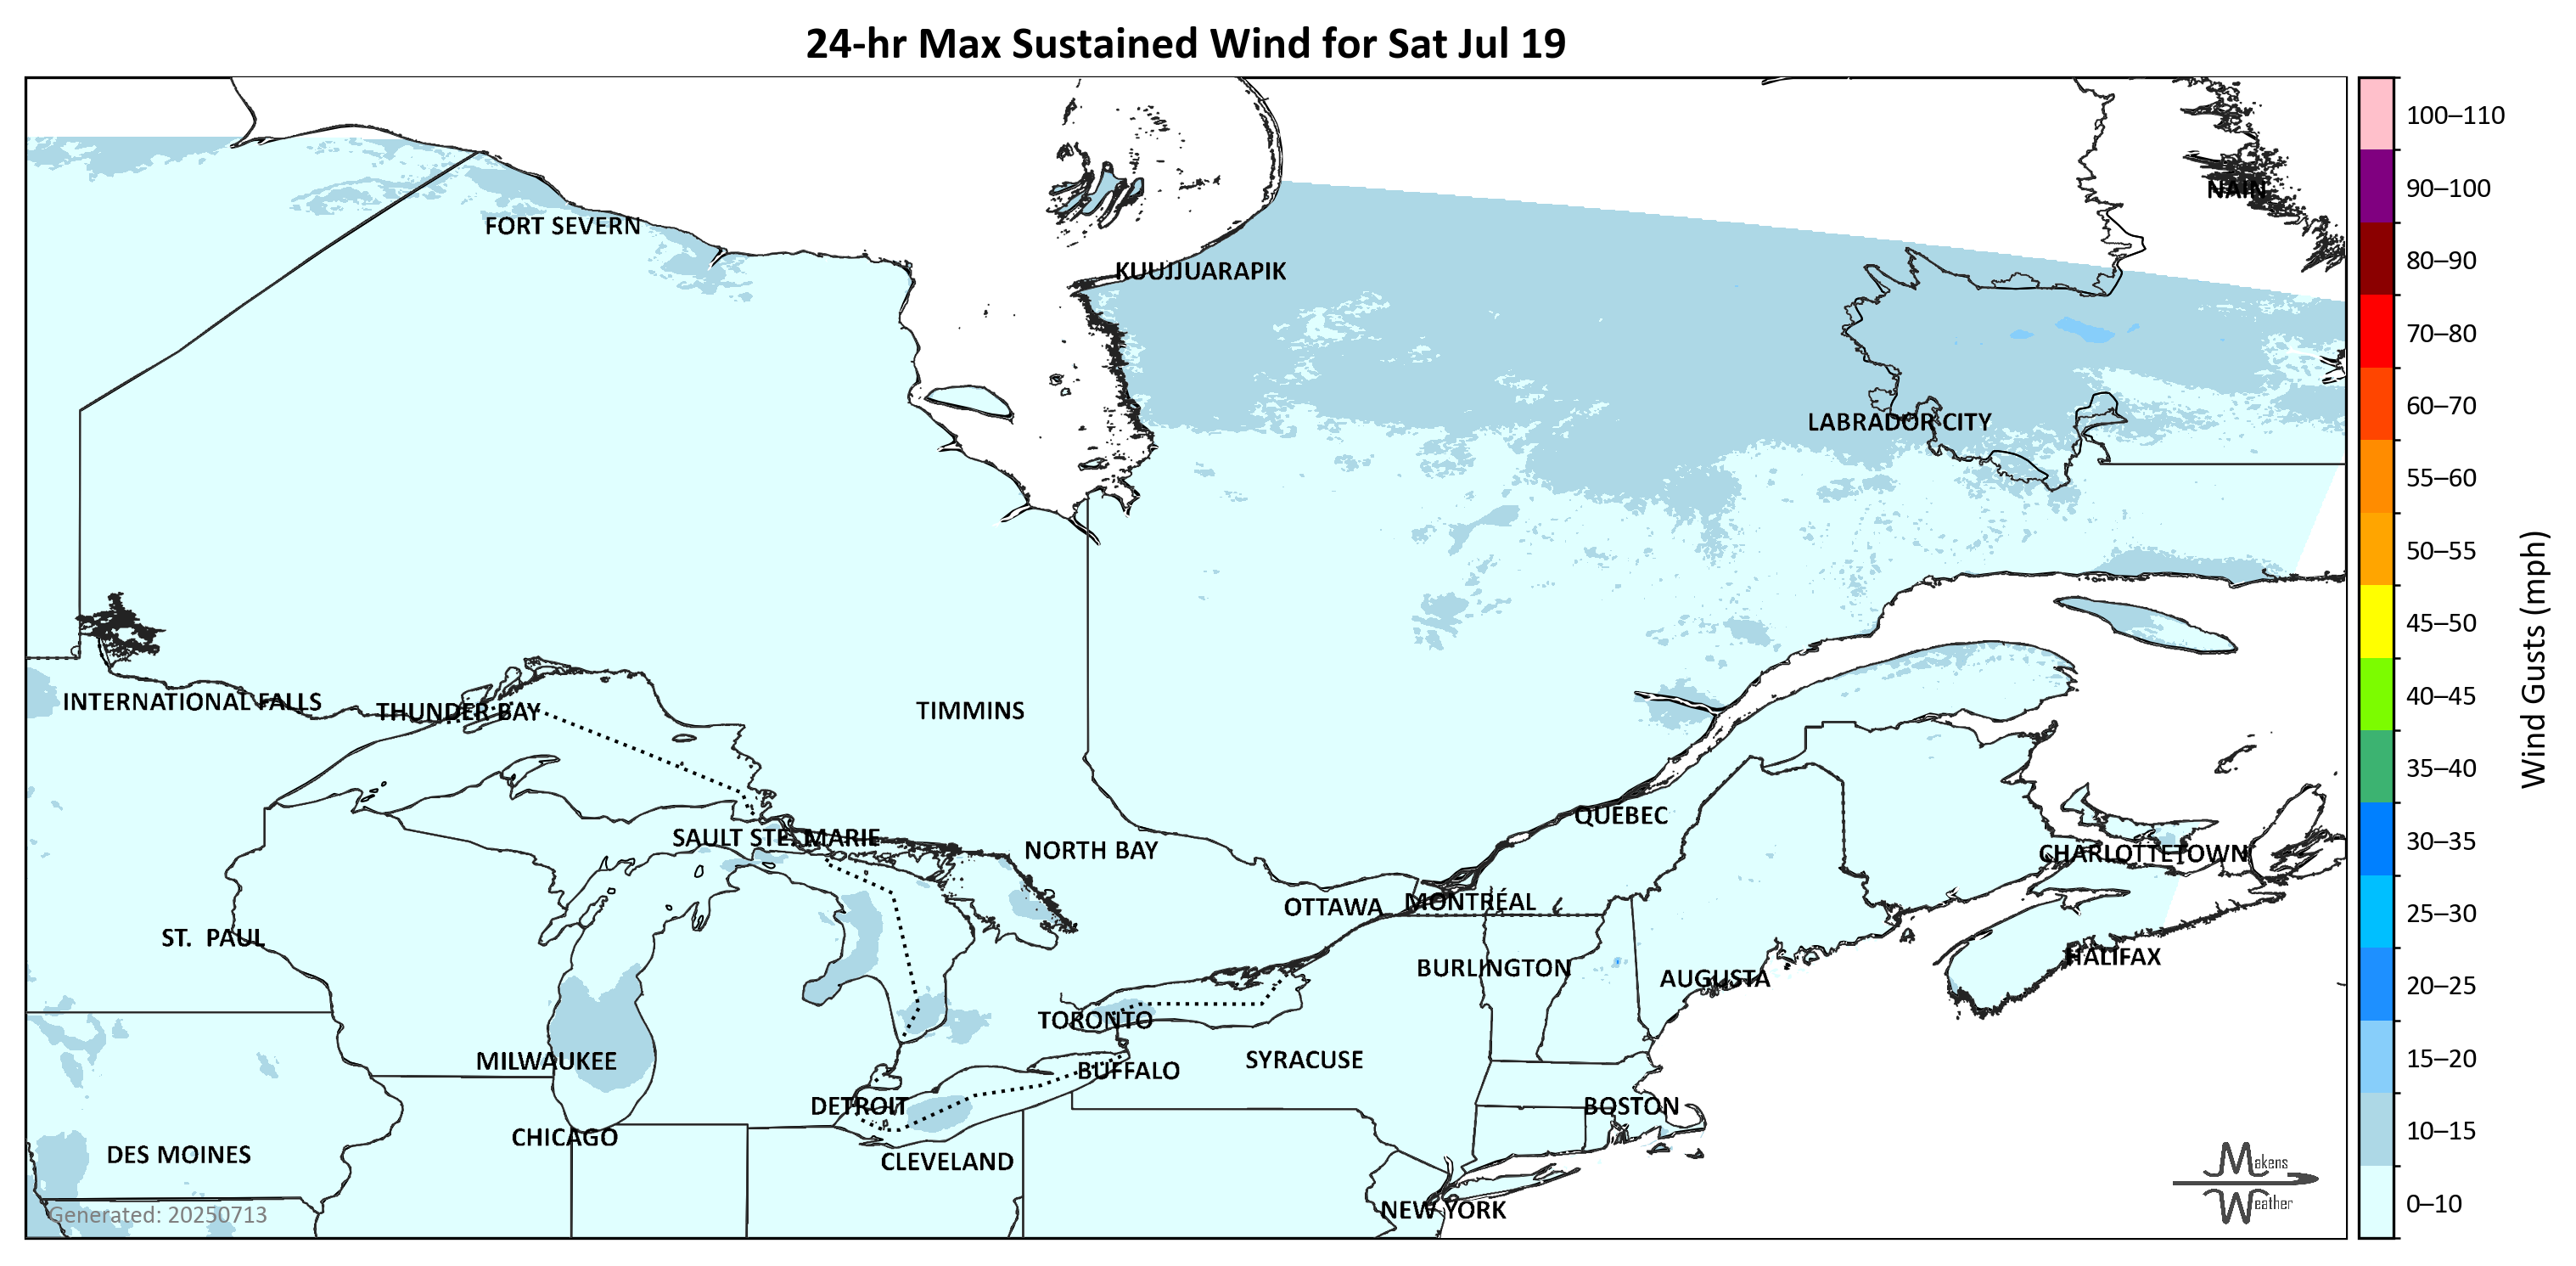 24-hr Max Sustained Wind for Sat Jul 19
100–110
90–100
NAIN
FORT SEVERN
80–90
KUUJJUARAPIK
70–80
60–70
LABRADOR CITY
55–60
50–55
45–50
40–45
Wind Gusts (mph)
INTERNATIONAL FALLS
THUNDER BAY
TIMMINS
35–40
QUEBEC
SAULT STE. MARIE
30–35
NORTH BAY
CHARLOTTETOWN
OTTAWA
MONTRÉAL
25–30
ST. PAUL
HALIFAX
BURLINGTON
AUGUSTA
20–25
TORONTO
MILWAUKEE
SYRACUSE
15–20
BUFFALO
DETROIT
BOSTON
10–15
CHICAGO
DES MOINES
CLEVELAND
Makens
Weather
0–10
NEW YORK
Generated: 20250713